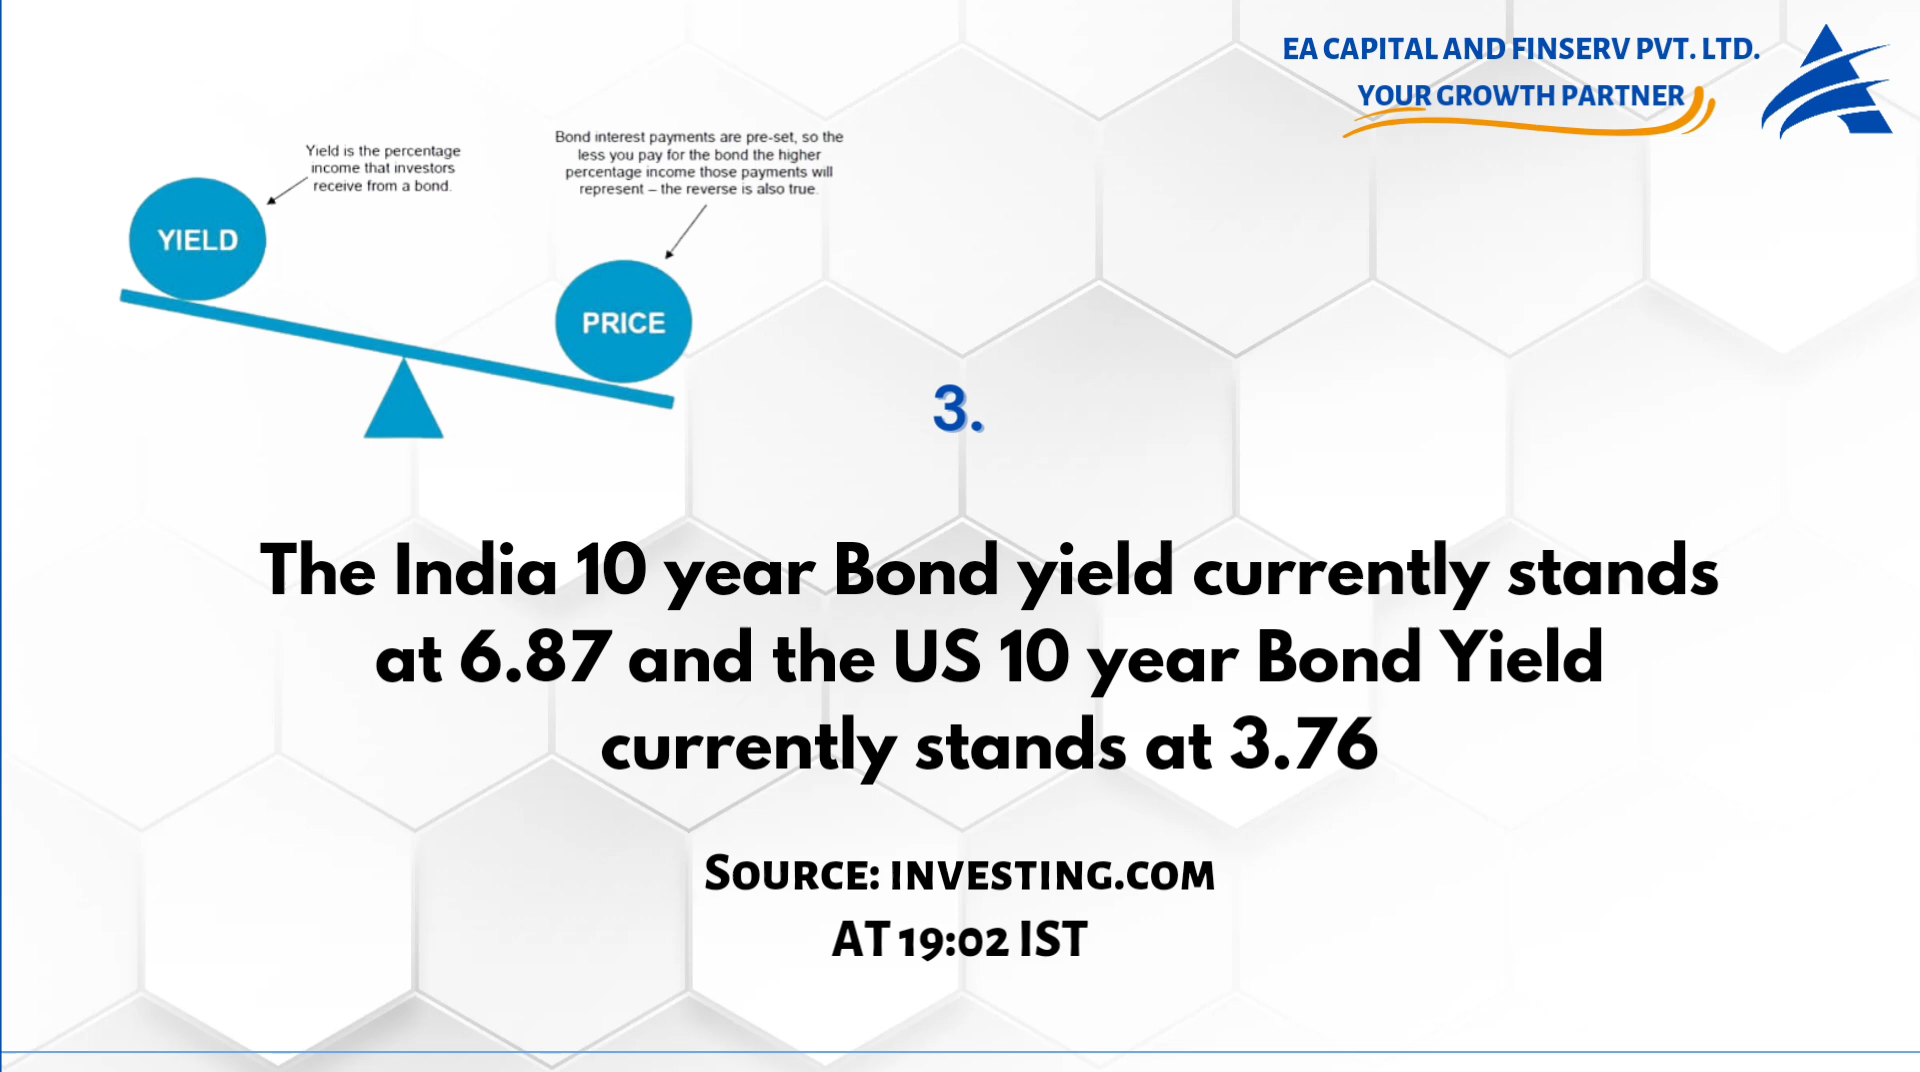 EA CAPITAL AND FINSERV PVT. LTD.
YOUR GROWTH PARTNER
Yield is the percentage
income that investors
receive from a bond.
Bond interest payments are pre-set, so the
less you pay for the bond the higher
percentage income those payments will
represent – the reverse is also true.
YIELD
PRICE
3.
The India 10 year Bond yield currently stands
at 6.87 and the US 10 year Bond Yield
currently stands at 3.76
Source: investing.com
AT 19:02 IST